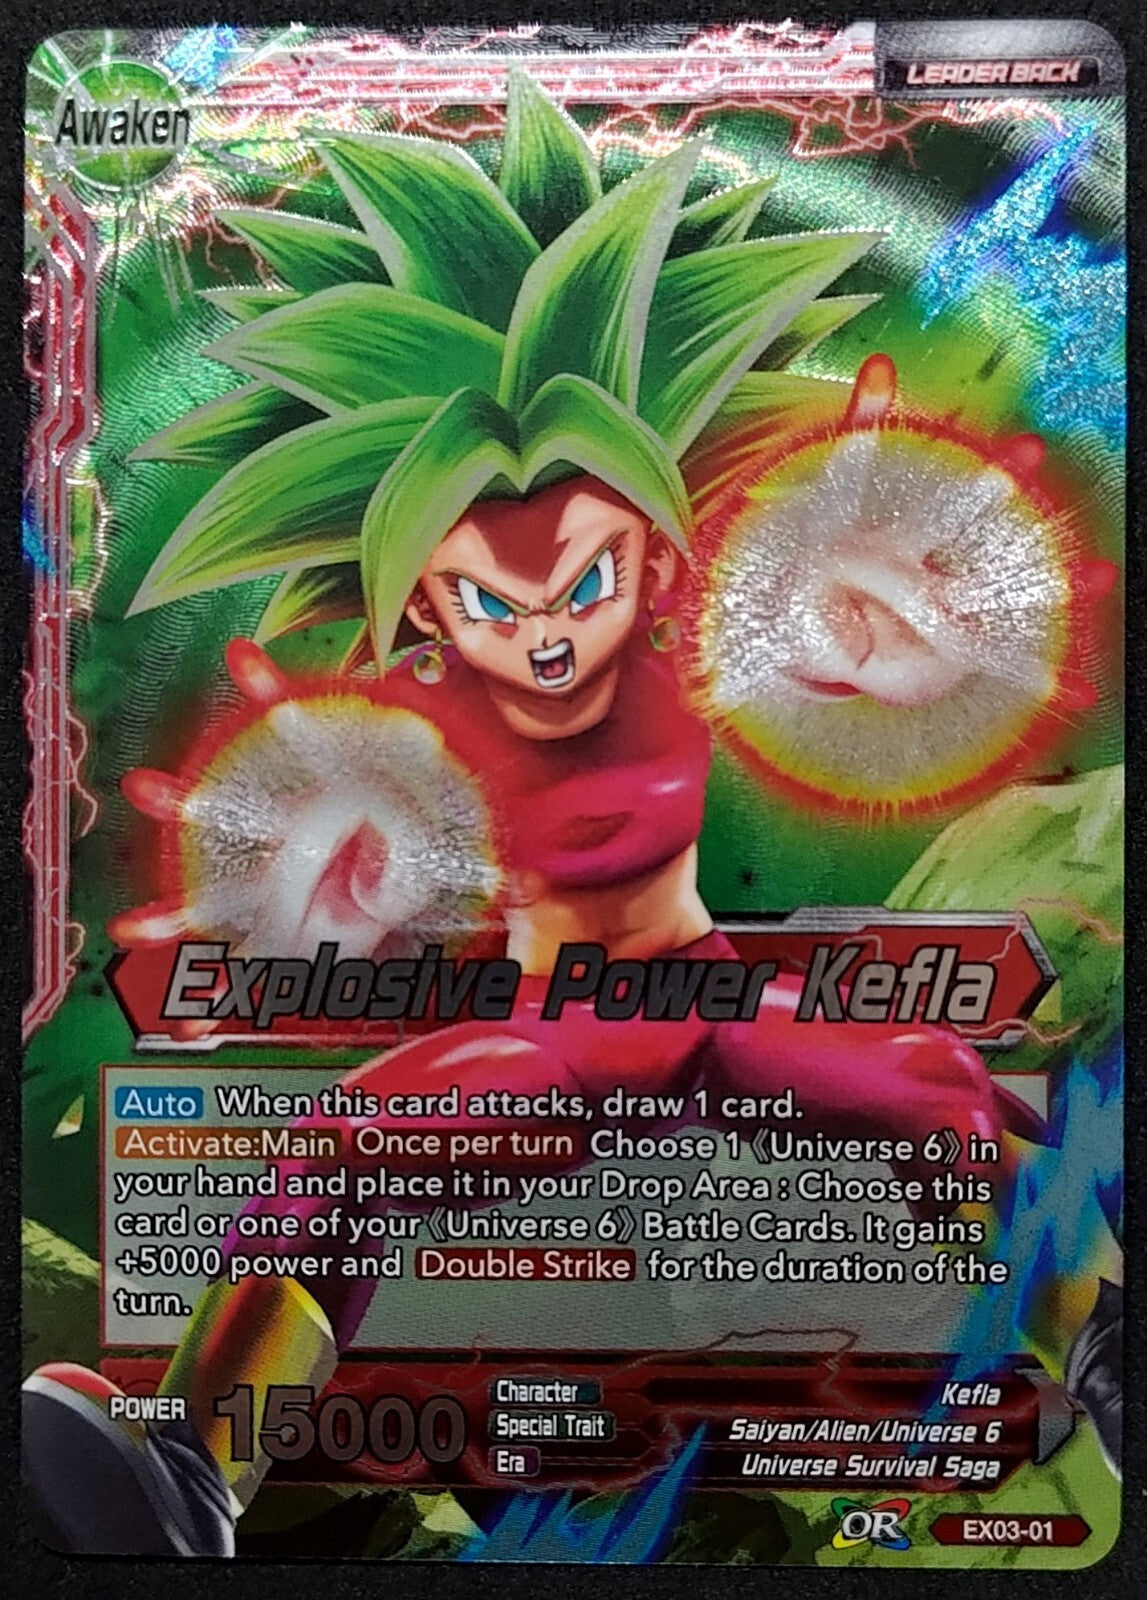 LEADER BACK
Awaken
Explosive Power Kefla
Auto When this card attacks, draw 1 card.
Activate:Main Once per turn Choose 1 《Universe 6》 in
your hand and place it in your Drop Area : Choose this
card or one of your 《Universe 6》 Battle Cards. It gains
+5000 power and Double Strike for the duration of the
turn.
POWER 15000
Character Kefla
Special Trait Saiyan/Alien/Universe 6
Era Universe Survival Saga
OR EX03-01